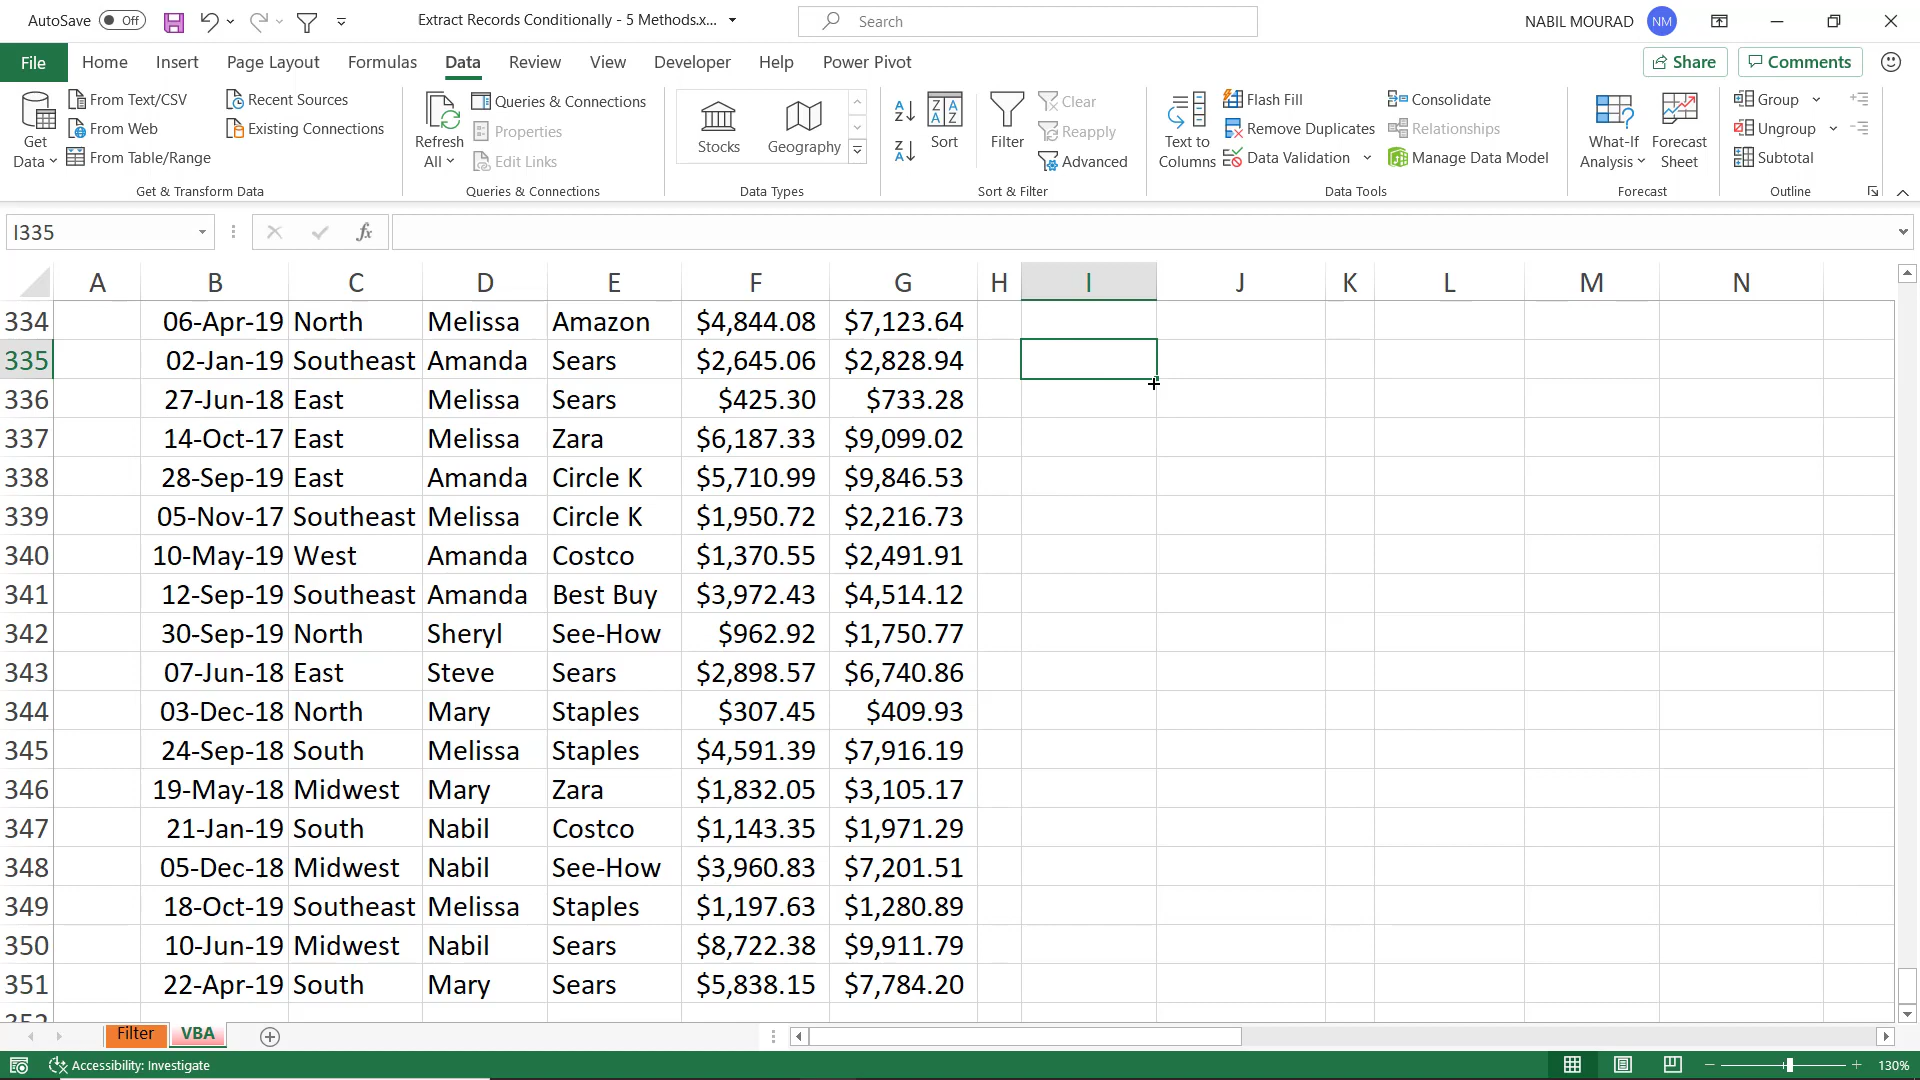 AutoSave Off Extract Records Conditionally - 5 Methods.x... Search NABIL MOURAD NM
File Home Insert Page Layout Formulas Data Review View Developer Help Power Pivot Share Comments
Get Data From Text/CSV From Web From Table/Range Recent Sources Existing Connections
Get & Transform Data
Refresh All Queries & Connections Properties Edit Links
Queries & Connections
Stocks Geography
Data Types
Sort Filter Clear Reapply Advanced
Sort & Filter
Text to Columns Flash Fill Remove Duplicates Data Validation Consolidate Relationships Manage Data Model
Data Tools
What-If Analysis Forecast Sheet
Forecast
Group Ungroup Subtotal
Outline
I335 fx
A B C D E F G H I J K L M N
334 06-Apr-19 North Melissa Amazon $4,844.08 $7,123.64
335 02-Jan-19 Southeast Amanda Sears $2,645.06 $2,828.94
336 27-Jun-18 East Melissa Sears $425.30 $733.28
337 14-Oct-17 East Melissa Zara $6,187.33 $9,099.02
338 28-Sep-19 East Amanda Circle K $5,710.99 $9,846.53
339 05-Nov-17 Southeast Melissa Circle K $1,950.72 $2,216.73
340 10-May-19 West Amanda Costco $1,370.55 $2,491.91
341 12-Sep-19 Southeast Amanda Best Buy $3,972.43 $4,514.12
342 30-Sep-19 North Sheryl See-How $962.92 $1,750.77
343 07-Jun-18 East Steve Sears $2,898.57 $6,740.86
344 03-Dec-18 North Mary Staples $307.45 $409.93
345 24-Sep-18 South Melissa Staples $4,591.39 $7,916.19
346 19-May-18 Midwest Mary Zara $1,832.05 $3,105.17
347 21-Jan-19 South Nabil Costco $1,143.35 $1,971.29
348 05-Dec-18 Midwest Nabil See-How $3,960.83 $7,201.51
349 18-Oct-19 Southeast Melissa Staples $1,197.63 $1,280.89
350 10-Jun-19 Midwest Nabil Sears $8,722.38 $9,911.79
351 22-Apr-19 South Mary Sears $5,838.15 $7,784.20
352
Filter VBA
Accessibility: Investigate 130%